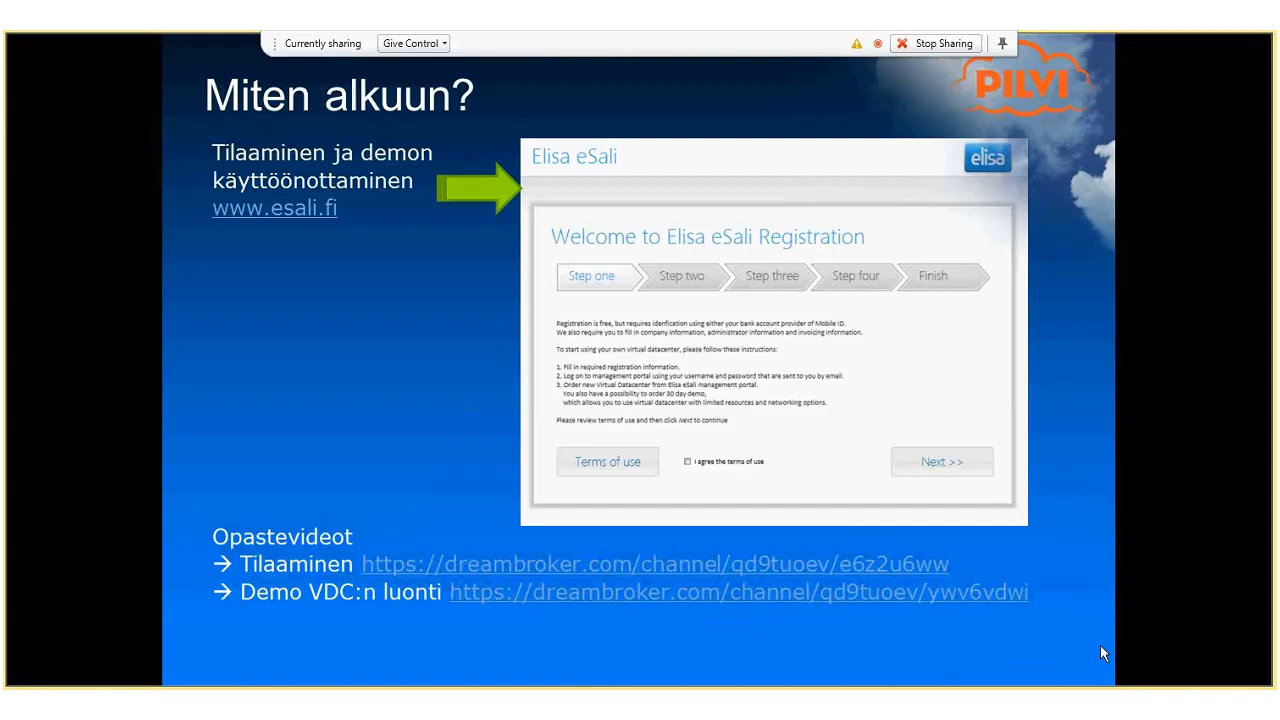 Currently sharing Give Control Stop Sharing
PILVI
Miten alkuun?
Tilaaminen ja demon
käyttöönottaminen
www.esali.fi
Elisa eSali
elisa
Welcome to Elisa eSali Registration
Step one Step two Step three Step four Finish
Registration is free, but requires idenfication using either your bank account provider of Mobile ID.
We also require you to fill in company information, administrator information and invoicing information.
To start using your own virtual datacenter, please follow these instructions:
1. Fill in required registration information.
2. Log on to management portal using your username and password that are sent to you by email.
3. Order new Virtual Datacenter from Elisa eSali management portal.
You also have a possibility to order 30 day demo,
which allows you to use virtual datacenter with limited resources and networking options.
Please review terms of use and then click Next to continue
Terms of use I agree the terms of use Next >>
Opastevideot
→ Tilaaminen https://dreambroker.com/channel/qd9tuoev/e6z2u6ww
→ Demo VDC:n luonti https://dreambroker.com/channel/qd9tuoev/ywv6vdwi